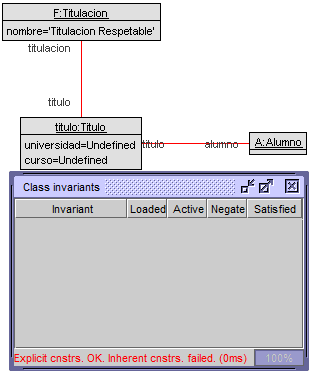 F:Titulacion
nombre='Titulacion Respetable'
titulacion
titulo
titulo:Titulo
universidad=Undefined
curso=Undefined
titulo
alumno
A:Alumno
Class invariants
Invariant Loaded Active Negate Satisfied
Explicit cnstrs. OK. Inherent cnstrs. failed. (0ms) 100%